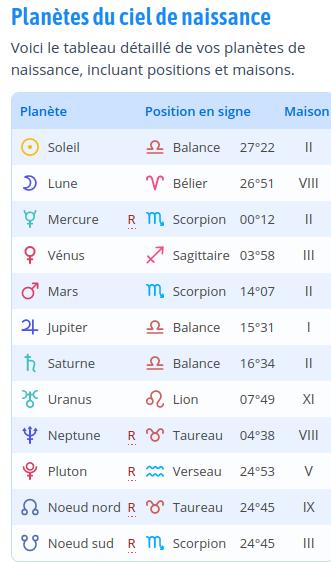 Planètes du ciel de naissance
Voici le tableau détaillé de vos planètes de
naissance, incluant positions et maisons.
Planète Position en signe Maison
Soleil Balance 27°22 II
Lune Bélier 26°51 VIII
Mercure R Scorpion 00°12 II
Vénus Sagittaire 03°58 III
Mars Scorpion 14°07 II
Jupiter Balance 15°31 I
Saturne Balance 16°34 II
Uranus Lion 07°49 XI
Neptune R Taureau 04°38 VIII
Pluton R Verseau 24°53 V
Noeud nord R Taureau 24°45 IX
Noeud sud R Scorpion 24°45 III